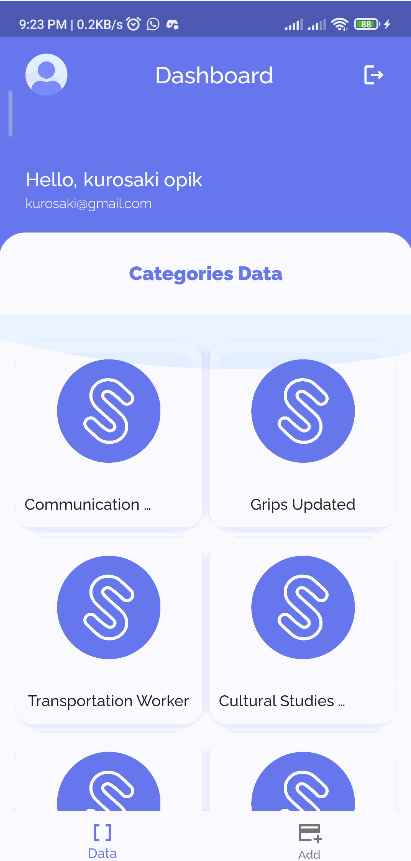 9:23 PM | 0.2KB/s
88
Dashboard
Hello, kurosaki opik
kurosaki@gmail.com
Categories Data
Communication ...
Grips Updated
Transportation Worker
Cultural Studies ...
Data
Add